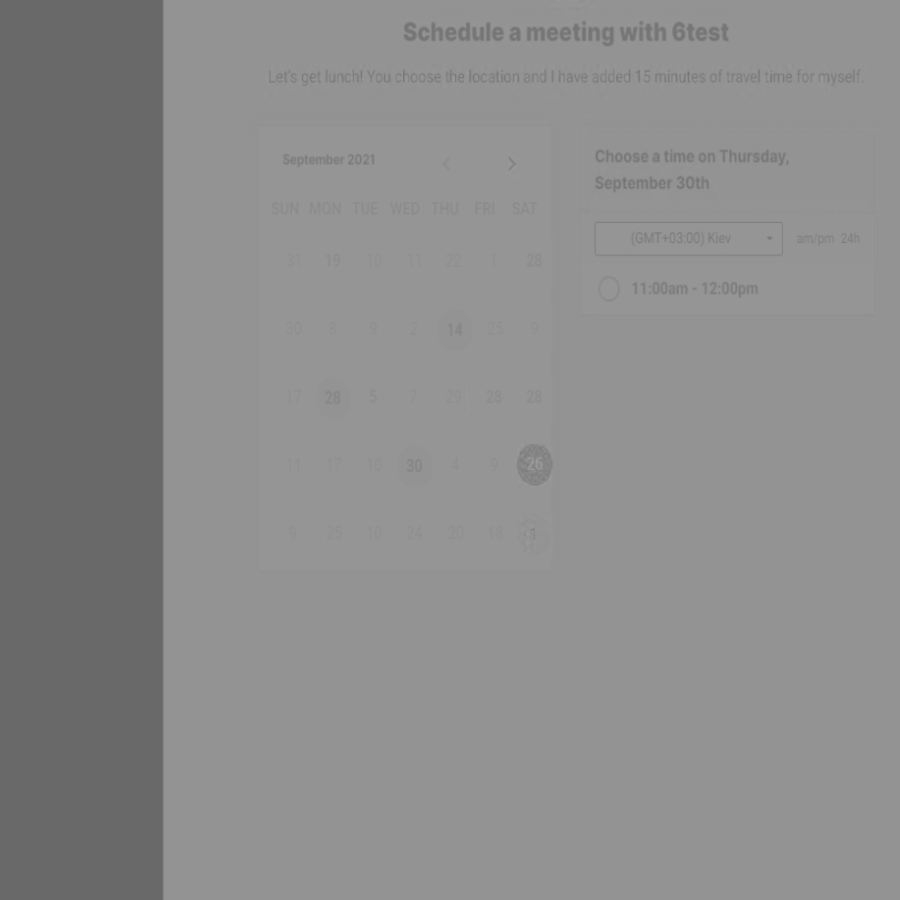 Schedule a meeting with 6test
Let's get lunch! You choose the location and I have added 15 minutes of travel time for myself.
September 2021
SUN MON TUE WED THU FRI SAT
31 19 10 11 22 1 28
30 8 9 2 14 25 9
17 28 5 7 29 28 28
11 17 10 30 4 9 26
9 25 10 24 20 18 1
Choose a time on Thursday,
September 30th
(GMT+03:00) Kiev am/pm 24h
11:00am - 12:00pm